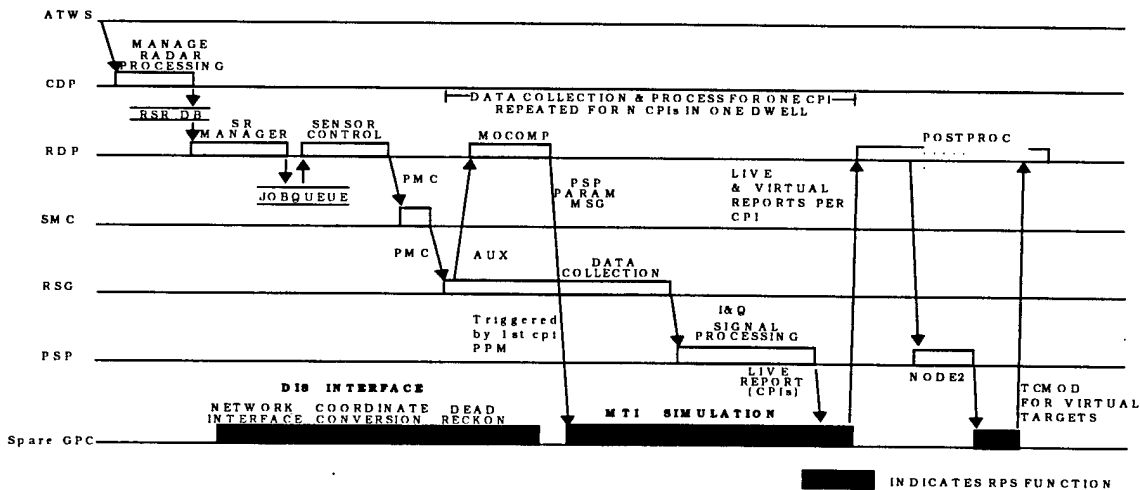 ATWS
MANAGE
RADAR
PROCESSING
CDP
DATA COLLECTION & PROCESS FOR ONE CPI
REPEATED FOR N CPIs IN ONE DWELL
RSR DB
SR
MANAGER
SENSOR
CONTROL
MOCOMP
POSTPROC
RDP
JOBQUEUE
PMC
PSP
PARAM
MSG
LIVE
& VIRTUAL
REPORTS PER
CPI
SMC
PMC
AUX
DATA
COLLECTION
RSG
Triggered
by 1st cpi
PPM
I&Q
SIGNAL
PROCESSING
PSP
LIVE
REPORT
(CPIs)
NODE2
TCMOD
FOR VIRTUAL
TARGETS
DIS INTERFACE
NETWORK
INTERFACE
COORDINATE
CONVERSION
DEAD
RECKON
MTI SIMULATION
Spare GPC
INDICATES RPS FUNCTION